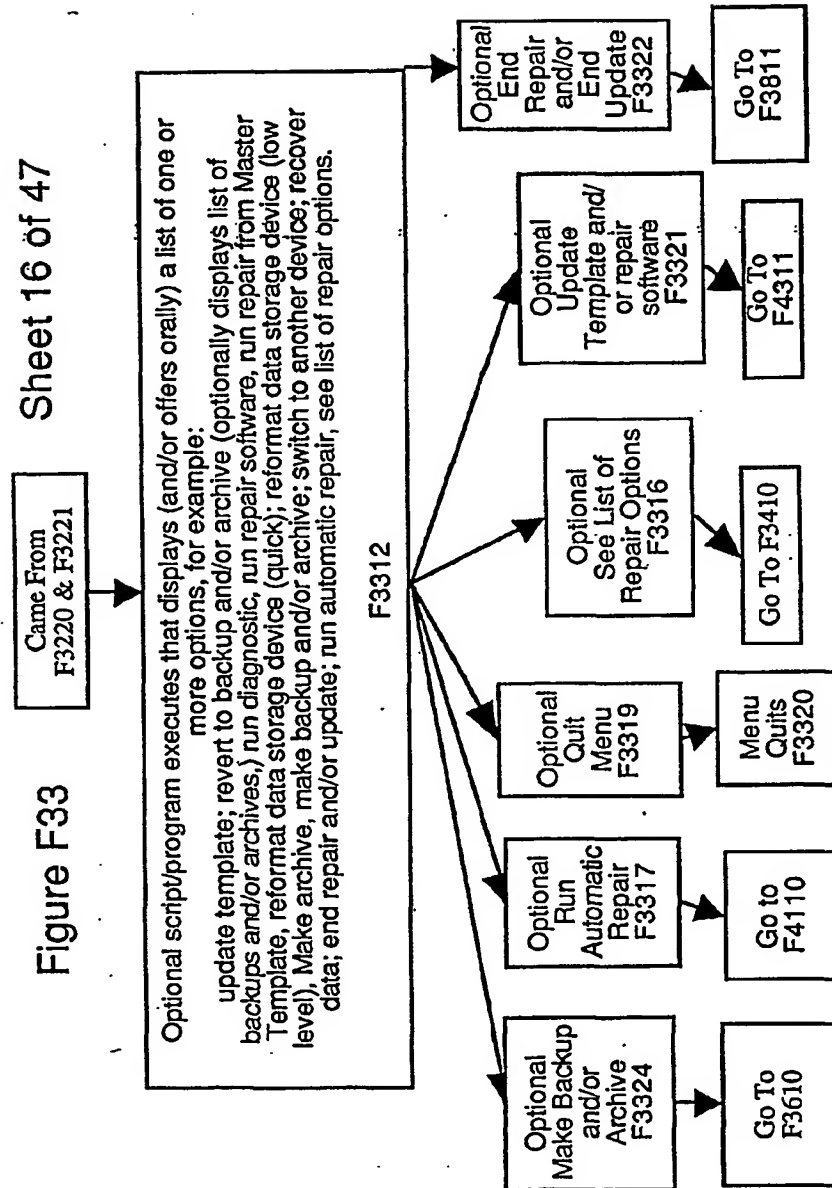 Figure F33
Sheet 16 of 47
Came From
F3220 & F3221
Optional script/program executes that displays (and/or offers orally) a list of one or
more options, for example:
update template; revert to backup and/or archive (optionally displays list of
backups and/or archives,) run diagnostic, run repair software, run repair from Master
Template, reformat data storage device (quick); reformat data storage device (low
level), Make archive, make backup and/or archive; switch to another device; recover
data; end repair and/or update; run automatic repair, see list of repair options.
F3312
Optional
Make Backup
and/or
Archive
F3324
Go To
F3610
Optional
Run
Automatic
Repair
F3317
Go to
F4110
Optional
Quit
Menu
F3319
Menu
Quits
F3320
Optional
See List of
Repair Options
F3316
Go To F3410
Optional
Update
Template and/
or repair
software
F3321
Go To
F4311
Optional
End
Repair
and/or
End
Update
F3322
Go To
F3811